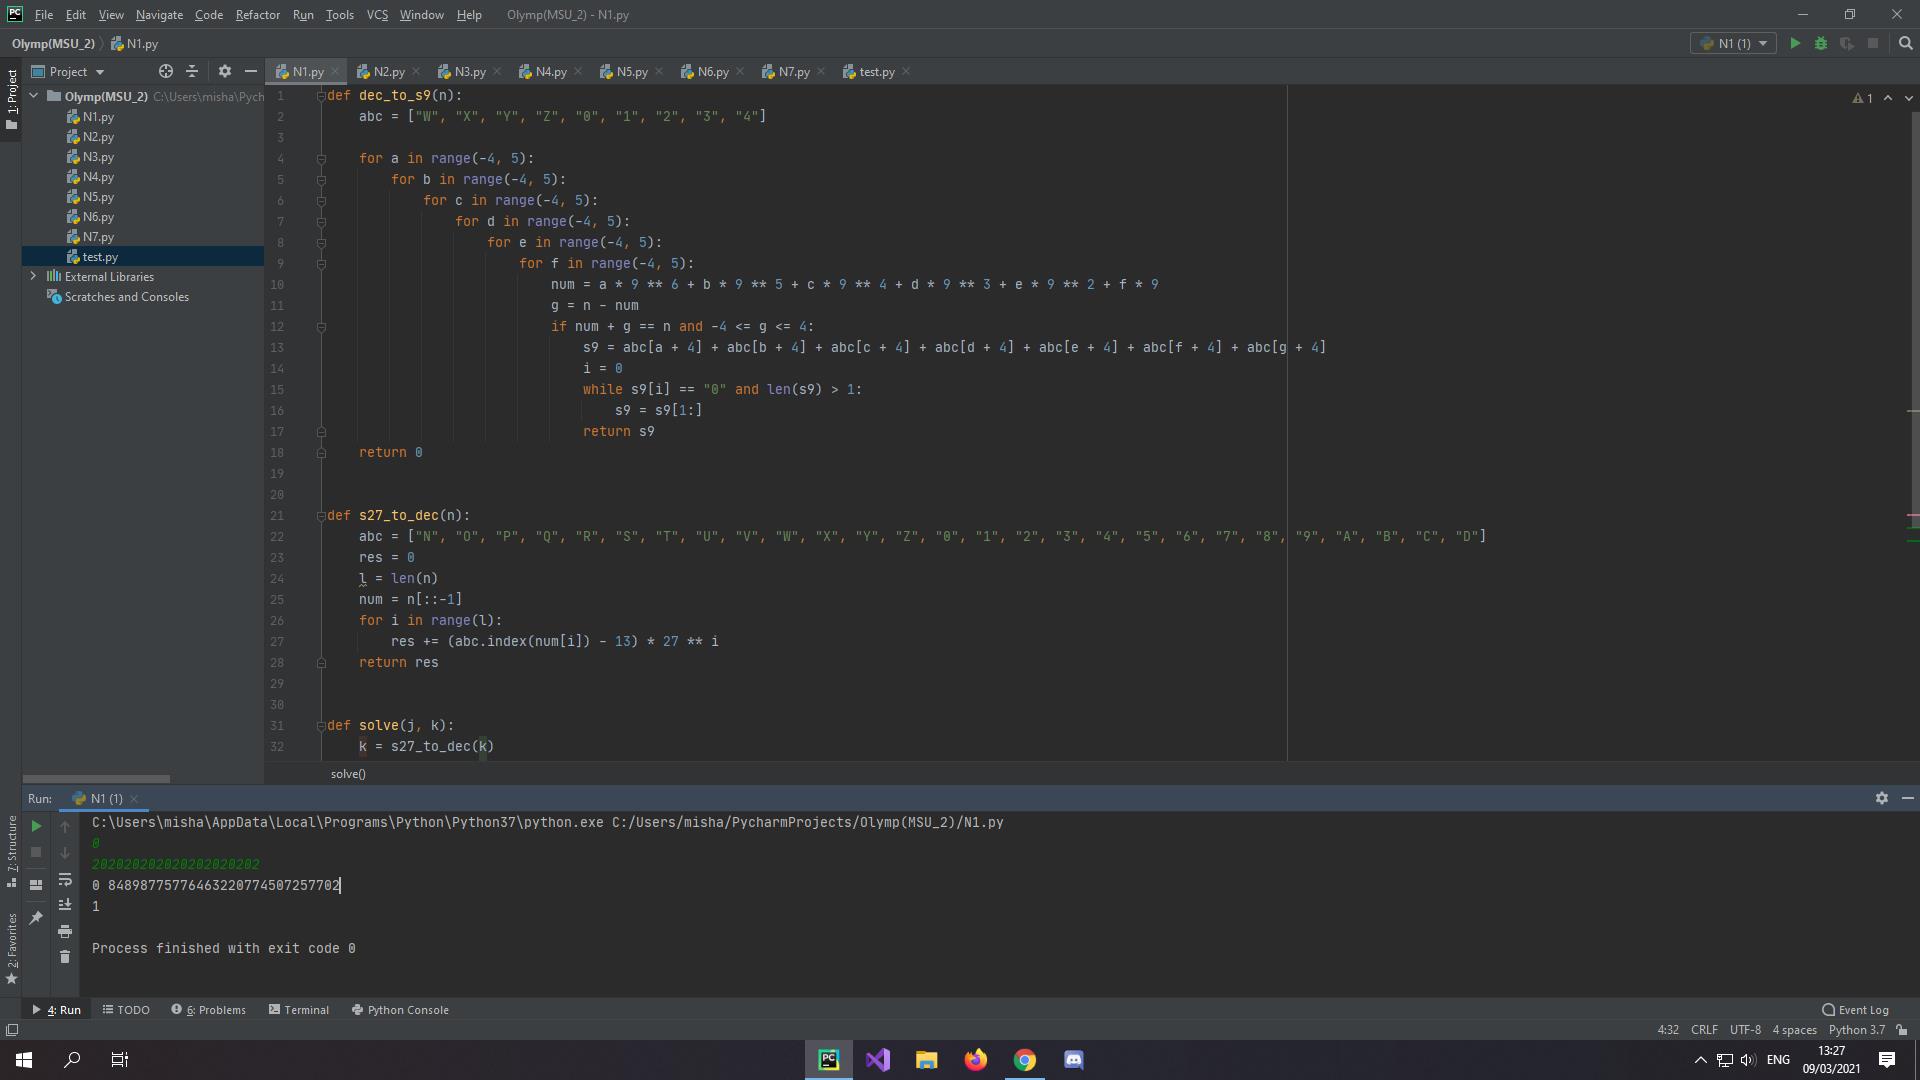 File Edit View Navigate Code Refactor Run Tools VCS Window Help Olymp(MSU_2) - N1.py
Olymp(MSU_2) N1.py N1 (1)
1: Project
Project
N1.py N2.py N3.py N4.py N5.py N6.py N7.py test.py
Olymp(MSU_2) C:\Users\misha\Pych
N1.py
N2.py
N3.py
N4.py
N5.py
N6.py
N7.py
test.py
External Libraries
Scratches and Consoles
1
1 def dec_to_s9(n):
2 abc = ["W", "X", "Y", "Z", "0", "1", "2", "3", "4"]
3
4 for a in range(-4, 5):
5 for b in range(-4, 5):
6 for c in range(-4, 5):
7 for d in range(-4, 5):
8 for e in range(-4, 5):
9 for f in range(-4, 5):
10 num = a * 9 ** 6 + b * 9 ** 5 + c * 9 ** 4 + d * 9 ** 3 + e * 9 ** 2 + f * 9
11 g = n - num
12 if num + g == n and -4 <= g <= 4:
13 s9 = abc[a + 4] + abc[b + 4] + abc[c + 4] + abc[d + 4] + abc[e + 4] + abc[f + 4] + abc[g + 4]
14 i = 0
15 while s9[i] == "0" and len(s9) > 1:
16 s9 = s9[1:]
17 return s9
18 return 0
19
20
21 def s27_to_dec(n):
22 abc = ["N", "O", "P", "Q", "R", "S", "T", "U", "V", "W", "X", "Y", "Z", "0", "1", "2", "3", "4", "5", "6", "7", "8", "9", "A", "B", "C", "D"]
23 res = 0
24 l = len(n)
25 num = n[::-1]
26 for i in range(l):
27 res += (abc.index(num[i]) - 13) * 27 ** i
28 return res
29
30
31 def solve(j, k):
32 k = s27_to_dec(k)
solve()
Run: N1 (1)
C:\Users\misha\AppData\Local\Programs\Python\Python37\python.exe C:/Users/misha/PycharmProjects/Olymp(MSU_2)/N1.py
0
202020202020202020202
0 84898775776463220774507257702
1
Process finished with exit code 0
7: Structure
2: Favorites
4: Run TODO 6: Problems Terminal Python Console Event Log
4:32 CRLF UTF-8 4 spaces Python 3.7
PC
ENG
13:27
09/03/2021